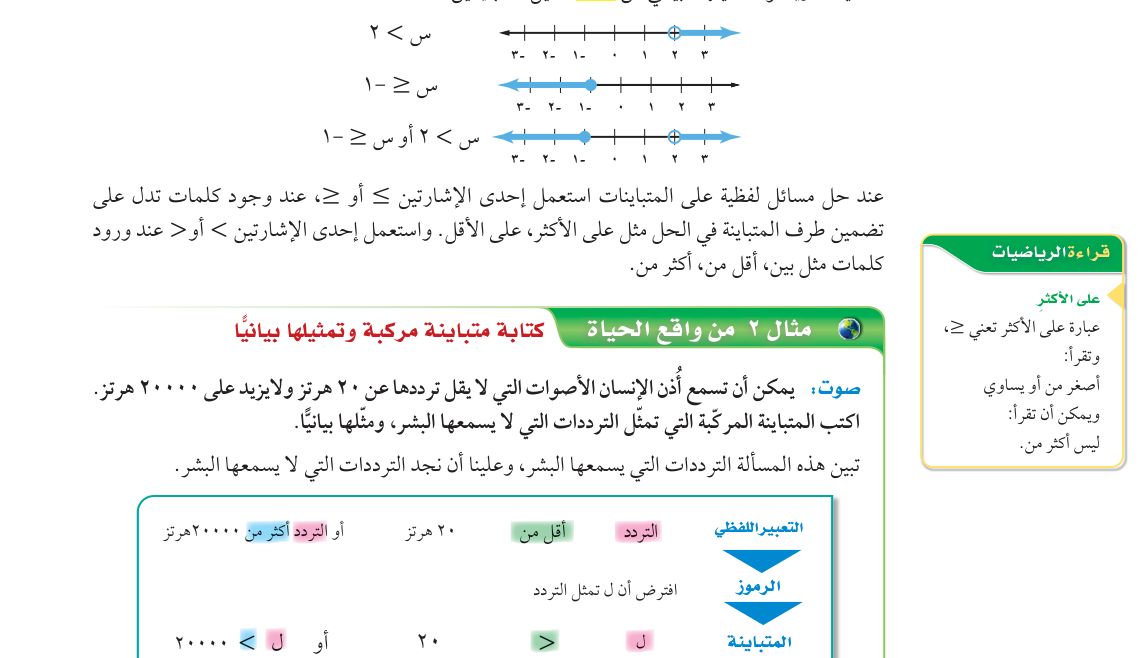 س > ٢
-٣ -٢ -١ ٠ ١ ٢ ٣
س ≤ -١
-٣ -٢ -١ ٠ ١ ٢ ٣
س > ٢ أو س ≤ -١
-٣ -٢ -١ ٠ ١ ٢ ٣
عند حل مسائل لفظية على المتباينات استعمل إحدى الإشارتين ≥ أو ≤، عند وجود كلمات تدل على
تضمين طرف المتباينة في الحل مثل على الأكثر، على الأقل. واستعمل إحدى الإشارتين < أو > عند ورود
كلمات مثل بين، أقل من، أكثر من.
قراءة الرياضيات
على الأكثرِ
عبارة على الأكثر تعني ≤،
وتقرأ:
أصغر من أو يساوي
ويمكن أن تقرأ:
ليس أكثر من.
مثال ٢ من واقع الحياة كتابة متباينة مركبة وتمثيلها بيانيًّا
صوت: يمكن أن تسمع أُذن الإنسان الأصوات التي لا يقل ترددها عن ٢٠ هرتز ولا يزيد على ٢٠٠٠٠ هرتز.
اكتب المتباينة المركّبة التي تمثّل الترددات التي لا يسمعها البشر، ومثّلها بيانيًّا.
تبين هذه المسألة الترددات التي يسمعها البشر، وعلينا أن نجد الترددات التي لا يسمعها البشر.
التعبير اللفظي التردد أقل من ٢٠ هرتز أو التردد أكثر من ٢٠٠٠٠ هرتز
الرموز افترض أن ل تمثل التردد
المتباينة ل < ٢٠ أو ل > ٢٠٠٠٠